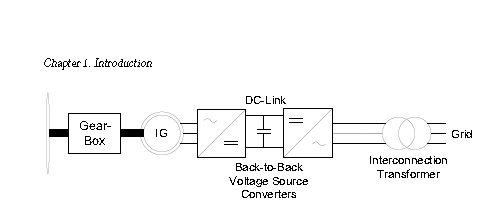 Chapter 1. Introduction
DC-Link
Gear-
Box
IG
Grid
Back-to-Back
Voltage Source
Converters
Interconnection
Transformer